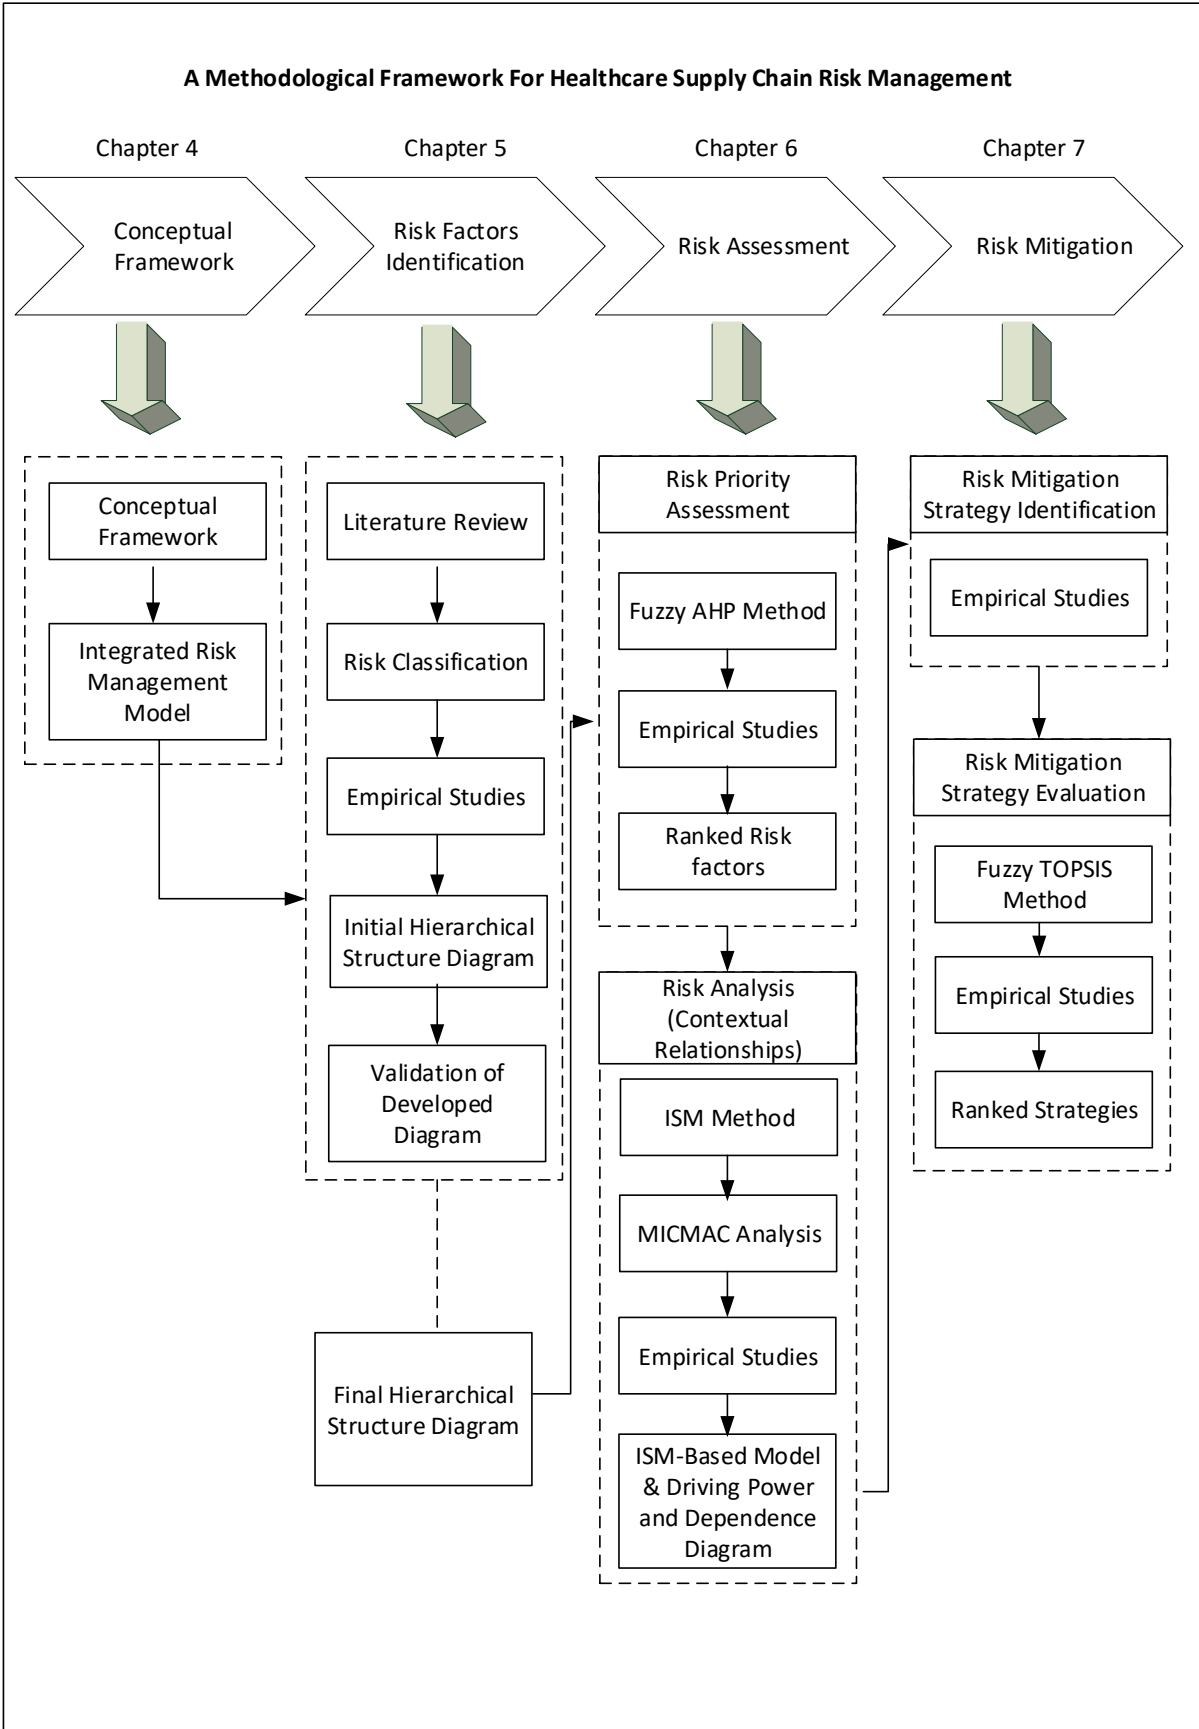 A Methodological Framework For Healthcare Supply Chain Risk Management
Chapter 4
Chapter 5
Chapter 6
Chapter 7
Conceptual
Framework
Risk Factors
Identification
Risk Assessment
Risk Mitigation
Conceptual
Framework
Integrated Risk
Management
Model
Literature Review
Risk Classification
Empirical Studies
Initial Hierarchical
Structure Diagram
Validation of
Developed
Diagram
Final Hierarchical
Structure Diagram
Risk Priority
Assessment
Fuzzy AHP Method
Empirical Studies
Ranked Risk
factors
Risk Analysis
(Contextual
Relationships)
ISM Method
MICMAC Analysis
Empirical Studies
ISM-Based Model
& Driving Power
and Dependence
Diagram
Risk Mitigation
Strategy Identification
Empirical Studies
Risk Mitigation
Strategy Evaluation
Fuzzy TOPSIS
Method
Empirical Studies
Ranked Strategies